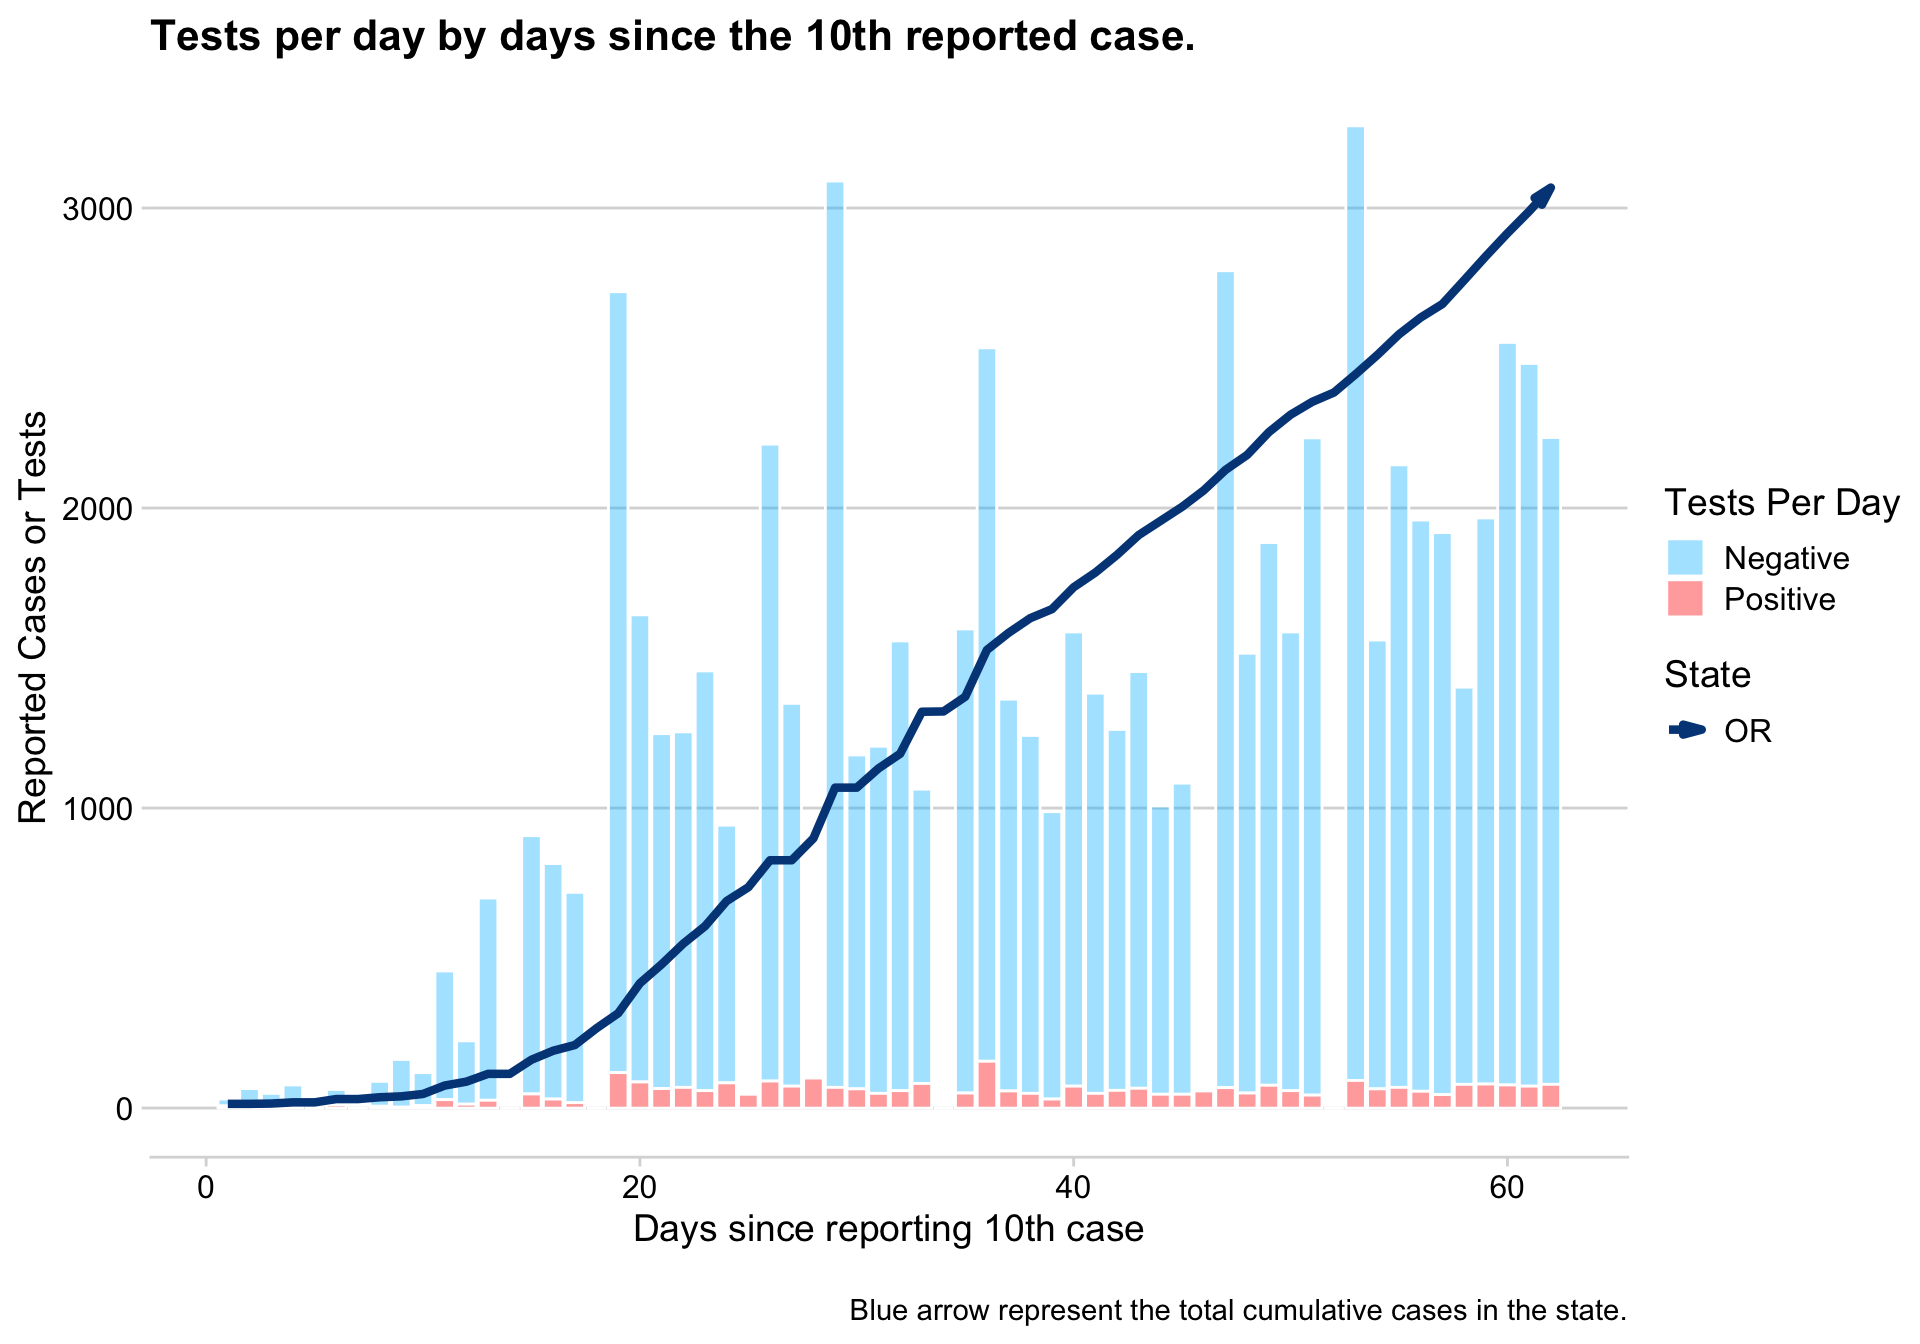 Tests per day by days since the 10th reported case.
Reported Cases or Tests
3000
2000
1000
0
0
20
40
60
Days since reporting 10th case
Tests Per Day
Negative
Positive
State
OR
Blue arrow represent the total cumulative cases in the state.